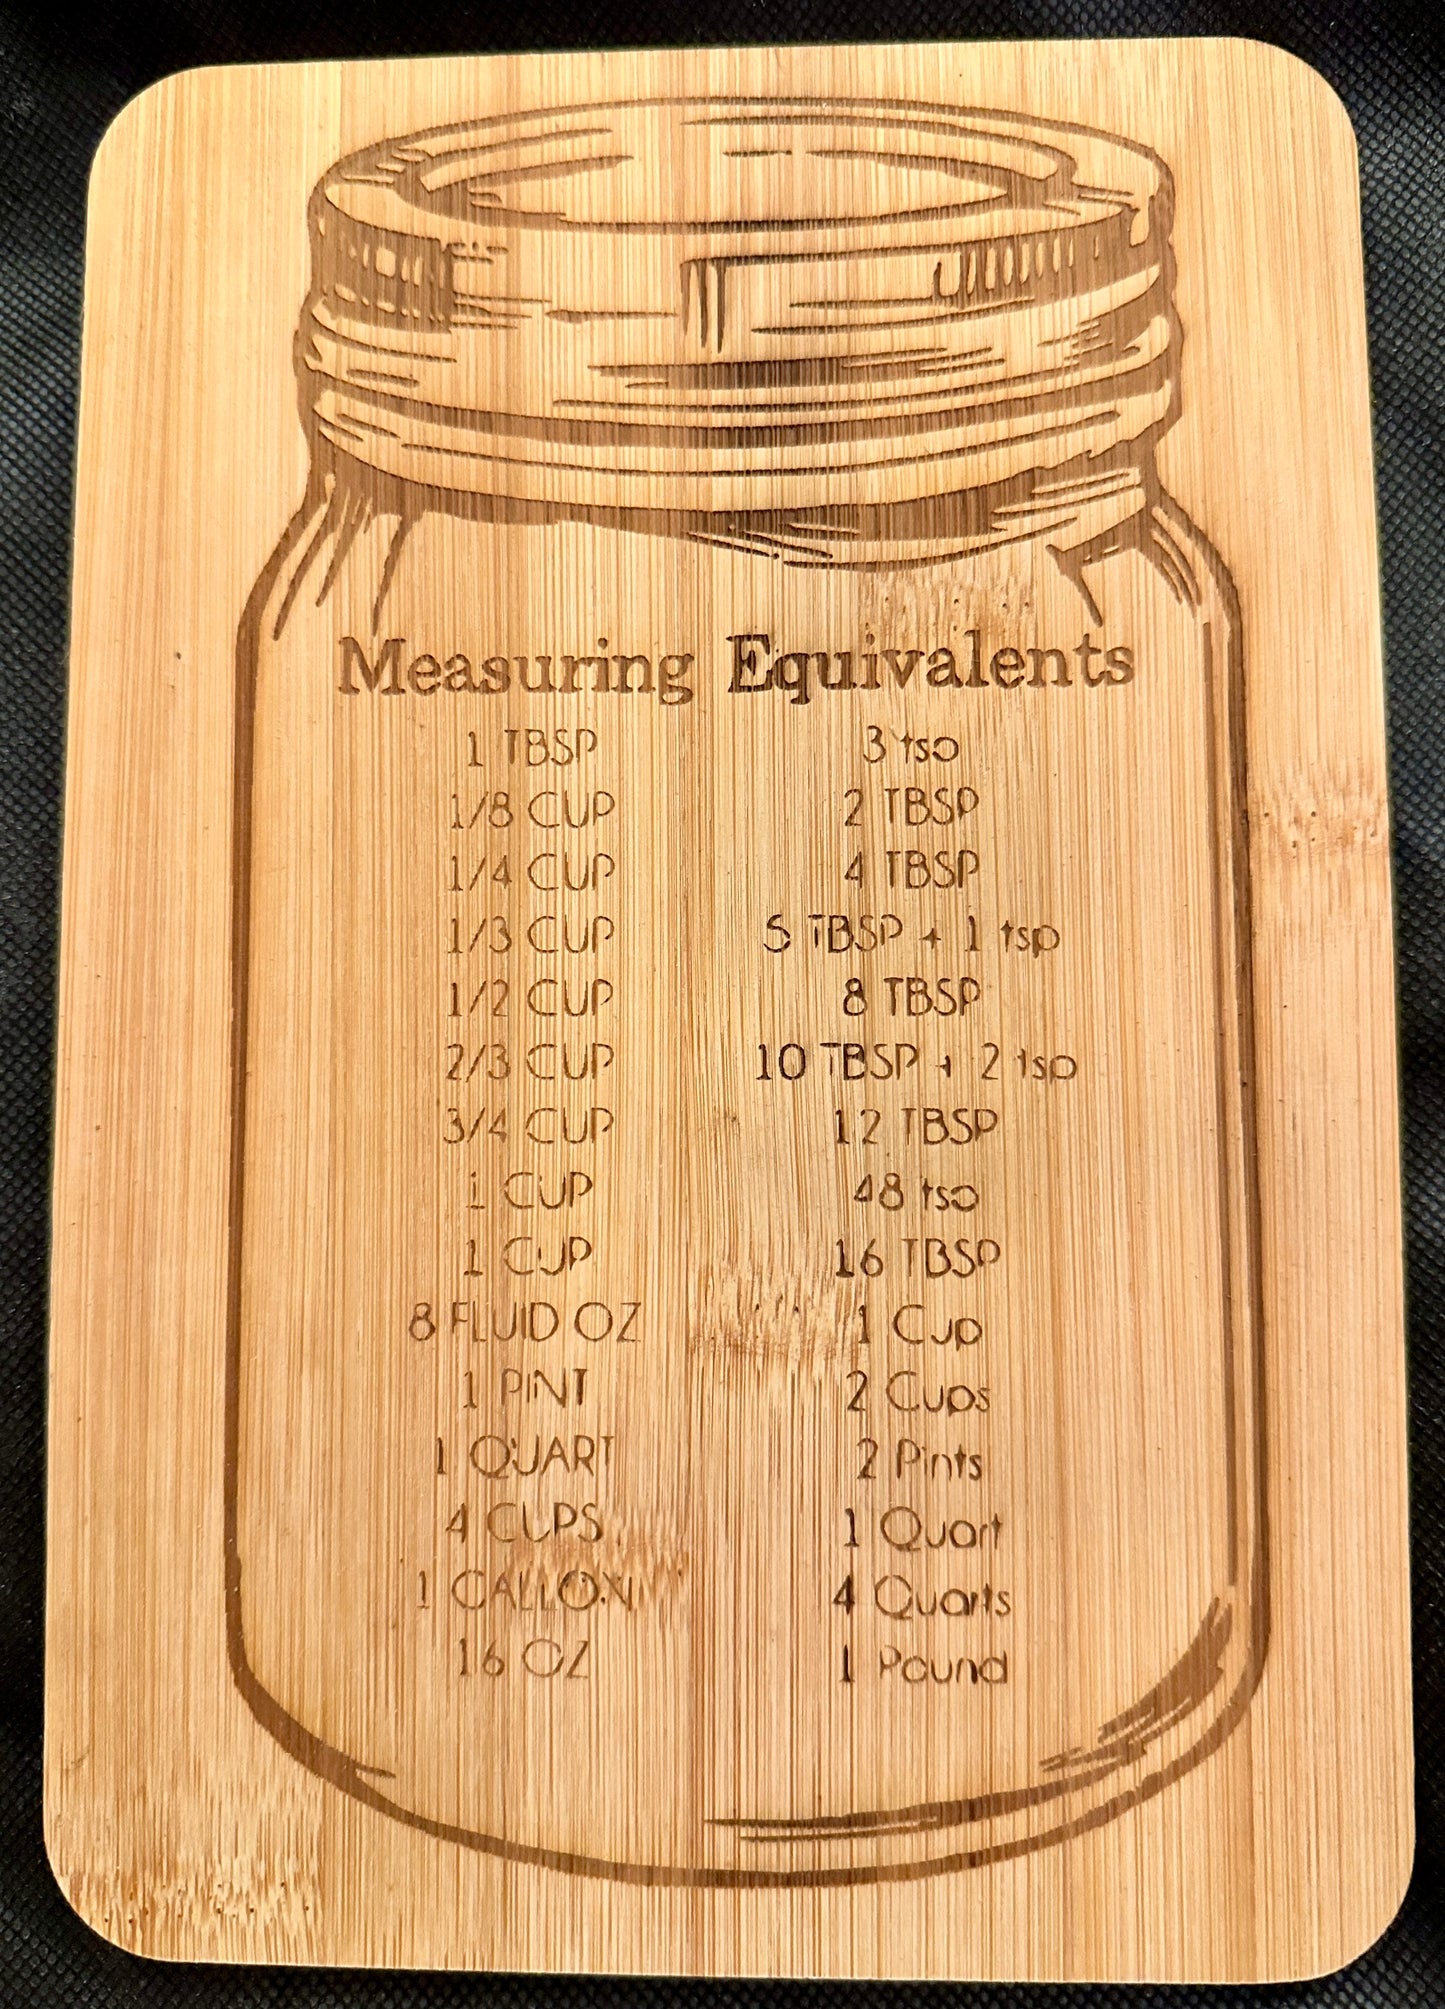 Measuring Equivalents
1 TBSP 3 tsp
1/8 CUP 2 TBSP
1/4 CUP 4 TBSP
1/3 CUP 5 TBSP + 1 tsp
1/2 CUP 8 TBSP
2/3 CUP 10 TBSP + 2 tsp
3/4 CUP 12 TBSP
1 CUP 48 tsp
1 CUP 16 TBSP
8 FLUID OZ 1 Cup
1 PINT 2 Cups
1 QUART 2 Pints
4 CUPS 1 Quart
1 GALLON 4 Quarts
16 OZ 1 Pound